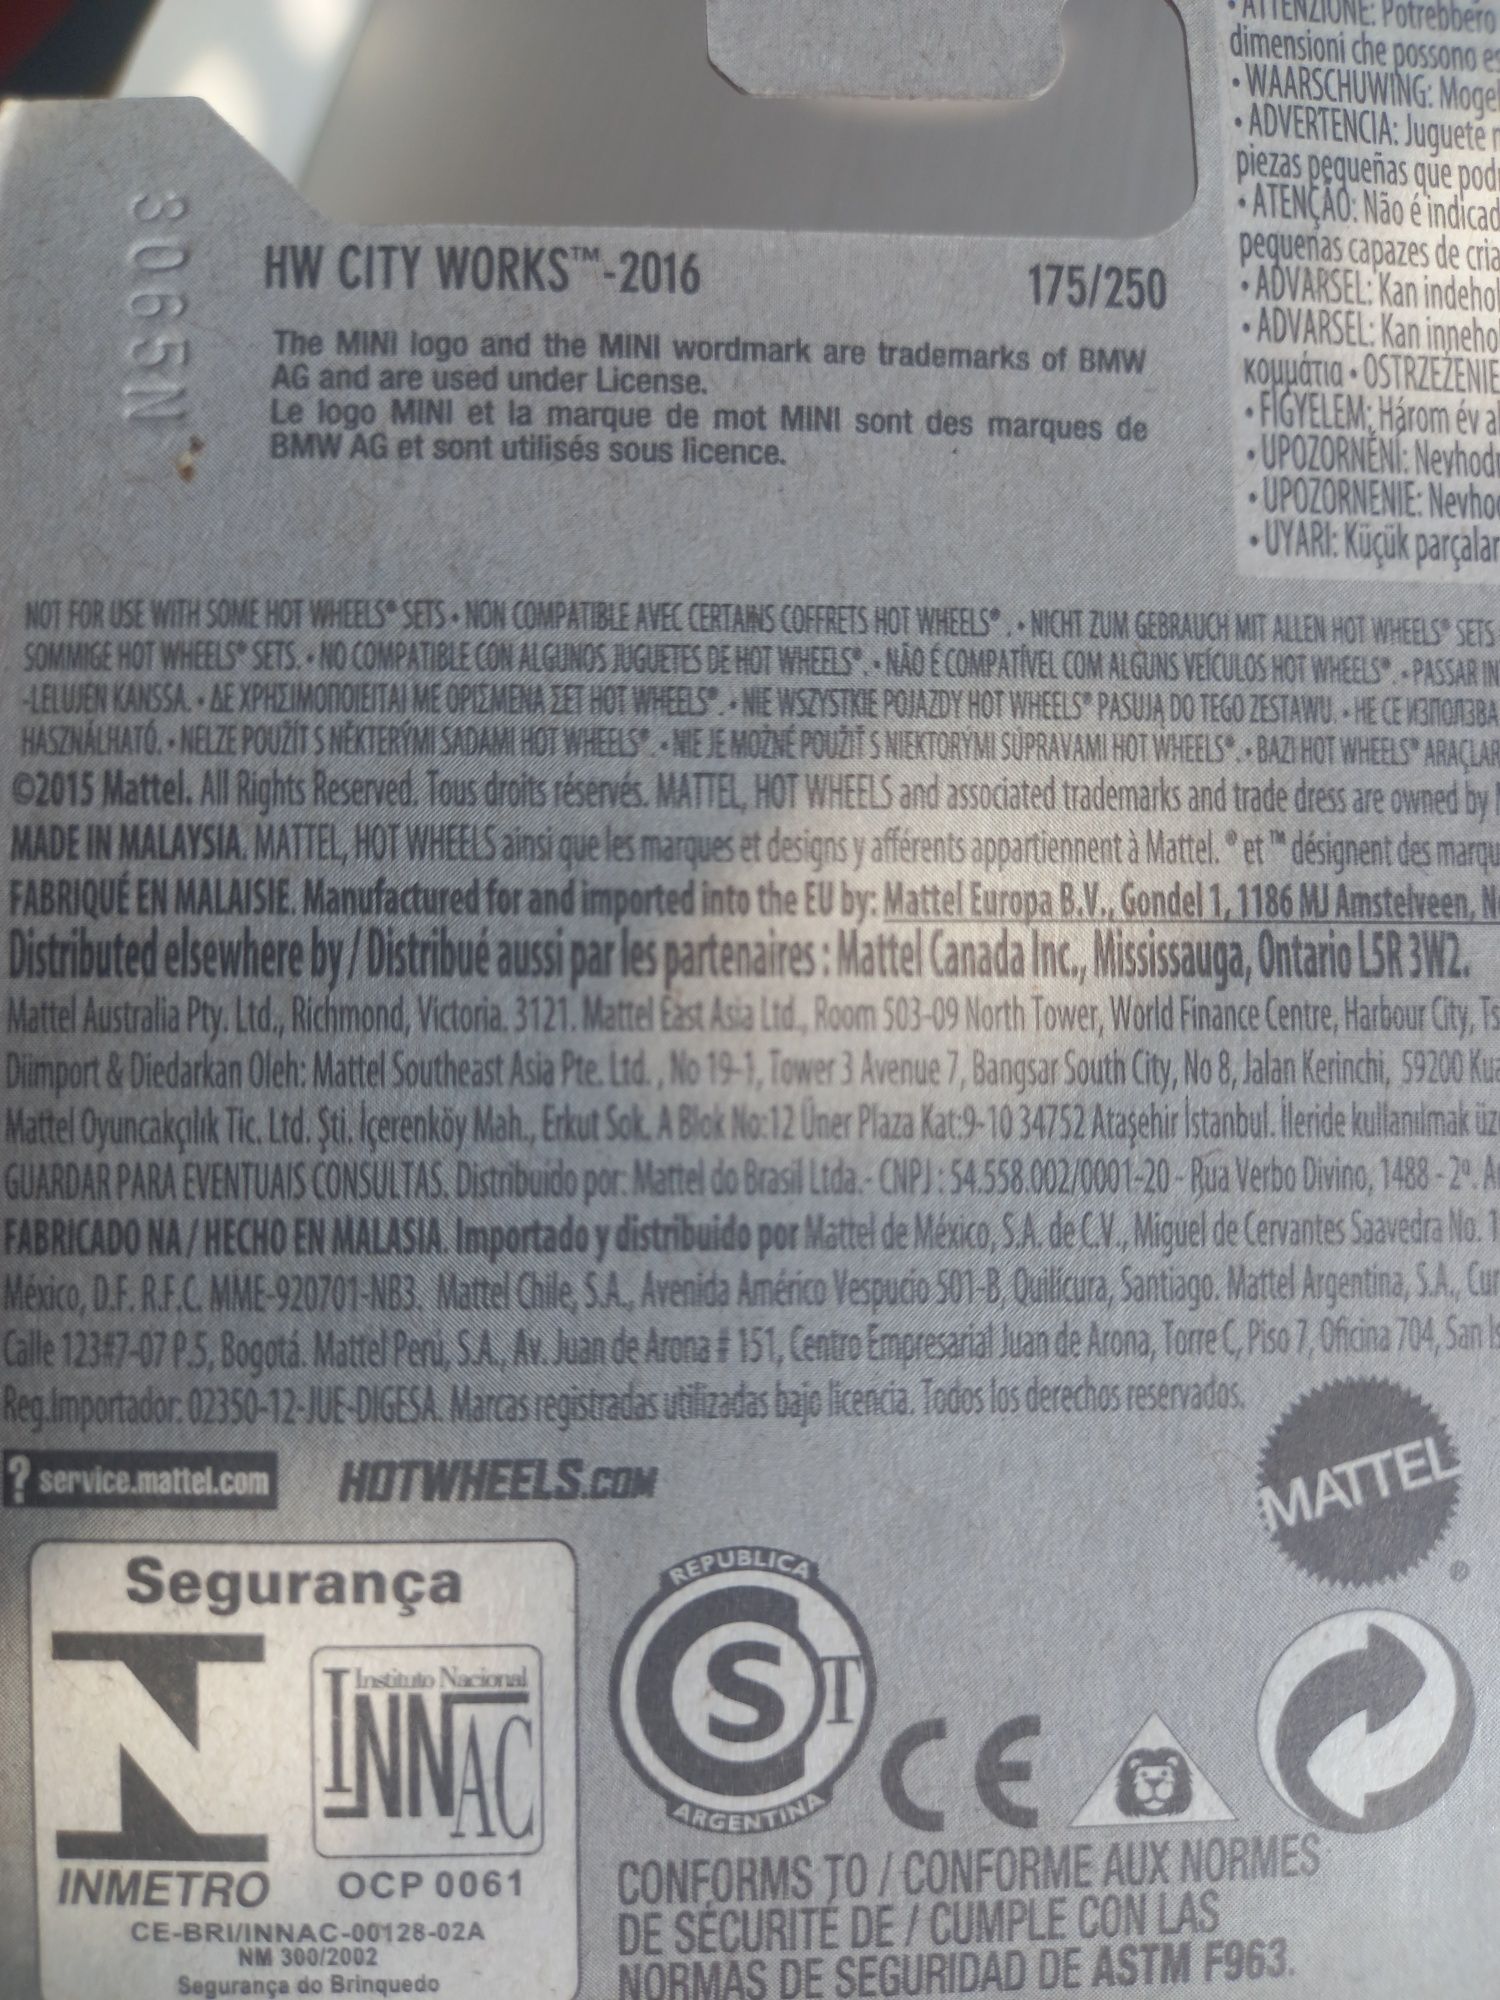 • ATTENZIONE: Potrebbero
dimensioni che possono es
• WAARSCHUWING: Mogel
• ADVERTENCIA: Juguete n
piezas pequeñas que podr
• ATENÇÃO: Não é indicad
pequenas capazes de cria
• ADVARSEL: Kan indehol
• ADVARSEL: Kan inneho
κομμάτια • OSTRZEŻENIE
• FIGYELEM: Három év al
• UPOZORNĚNÍ: Nevhodn
• UPOZORNENIE: Nevhod
• UYARI: Küçük parçalar
3065N
HW CITY WORKS™-2016 175/250
The MINI logo and the MINI wordmark are trademarks of BMW
AG and are used under License.
Le logo MINI et la marque de mot MINI sont des marques de
BMW AG et sont utilisés sous licence.
NOT FOR USE WITH SOME HOT WHEELS® SETS • NON COMPATIBLE AVEC CERTAINS COFFRETS HOT WHEELS®. • NICHT ZUM GEBRAUCH MIT ALLEN HOT WHEELS® SETS
SOMMIGE HOT WHEELS® SETS. • NO COMPATIBLE CON ALGUNOS JUGUETES DE HOT WHEELS®. • NÃO É COMPATÍVEL COM ALGUNS VEÍCULOS HOT WHEELS®. • PASSAR IN
-LELUJEN KANSSA. • ΔΕ ΧΡΗΣΙΜΟΠΟΙΕΙΤΑΙ ΜΕ ΟΡΙΣΜΕΝΑ ΣΕΤ HOT WHEELS®. • NIE WSZYSTKIE POJAZDY HOT WHEELS® PASUJĄ DO TEGO ZESTAWU. • НЕ СЕ ИЗПОЛЗВА
HASZNÁLHATÓ. • NELZE POUŽÍT S NĚKTERÝMI SADAMI HOT WHEELS®. • NIE JE MOŽNÉ POUŽIŤ S NIEKTORÝMI SÚPRAVAMI HOT WHEELS®. • BAZI HOT WHEELS® ARAÇLAR
©2015 Mattel. All Rights Reserved. Tous droits réservés. MATTEL, HOT WHEELS and associated trademarks and trade dress are owned by
MADE IN MALAYSIA. MATTEL, HOT WHEELS ainsi que les marques et designs y afférents appartiennent à Mattel. ® et ™ désignent des marqu
FABRIQUÉ EN MALAISIE. Manufactured for and imported into the EU by: Mattel Europa B.V., Gondel 1, 1186 MJ Amstelveen, N
Distributed elsewhere by / Distribué aussi par les partenaires : Mattel Canada Inc., Mississauga, Ontario L5R 3W2.
Mattel Australia Pty. Ltd., Richmond, Victoria. 3121. Mattel East Asia Ltd., Room 503-09 North Tower, World Finance Centre, Harbour City, Ts
Diimport & Diedarkan Oleh: Mattel Southeast Asia Pte. Ltd., No 19-1, Tower 3 Avenue 7, Bangsar South City, No 8, Jalan Kerinchi, 59200 Kua
Mattel Oyuncakçılık Tic. Ltd. Şti. İçerenköy Mah., Erkut Sok. A Blok No:12 Üner Plaza Kat:9-10 34752 Ataşehir İstanbul. İleride kullanılmak üz
GUARDAR PARA EVENTUAIS CONSULTAS. Distribuido por: Mattel do Brasil Ltda.- CNPJ : 54.558.002/0001-20 - Rua Verbo Divino, 1488 - 2º. A
FABRICADO NA / HECHO EN MALASIA. Importado y distribuido por Mattel de México, S.A. de C.V., Miguel de Cervantes Saavedra No. 1
México, D.F. R.F.C. MME-920701-NB3. Mattel Chile, S.A., Avenida Américo Vespucio 501-B, Quilicura, Santiago. Mattel Argentina, S.A., Cur
Calle 123#7-07 P.5, Bogotá. Mattel Perú, S.A., Av. Juan de Arona # 151, Centro Empresarial Juan de Arona, Torre C, Piso 7, Oficina 704, San Is
Reg.Importador: 02350-12-JUE-DIGESA. Marcas registradas utilizadas bajo licencia. Todos los derechos reservados.
? service.mattel.com HOTWHEELS.COM
MATTEL®
Segurança
Instituto Nacional
INNAC
INMETRO OCP 0061
CE-BRI/INNAC-00128-02A
NM 300/2002
Segurança do Brinquedo
REPUBLICA
S T
ARGENTINA
CE
CONFORMS TO / CONFORME AUX NORMES
DE SÉCURITÉ DE / CUMPLE CON LAS
NORMAS DE SEGURIDAD DE ASTM F963.